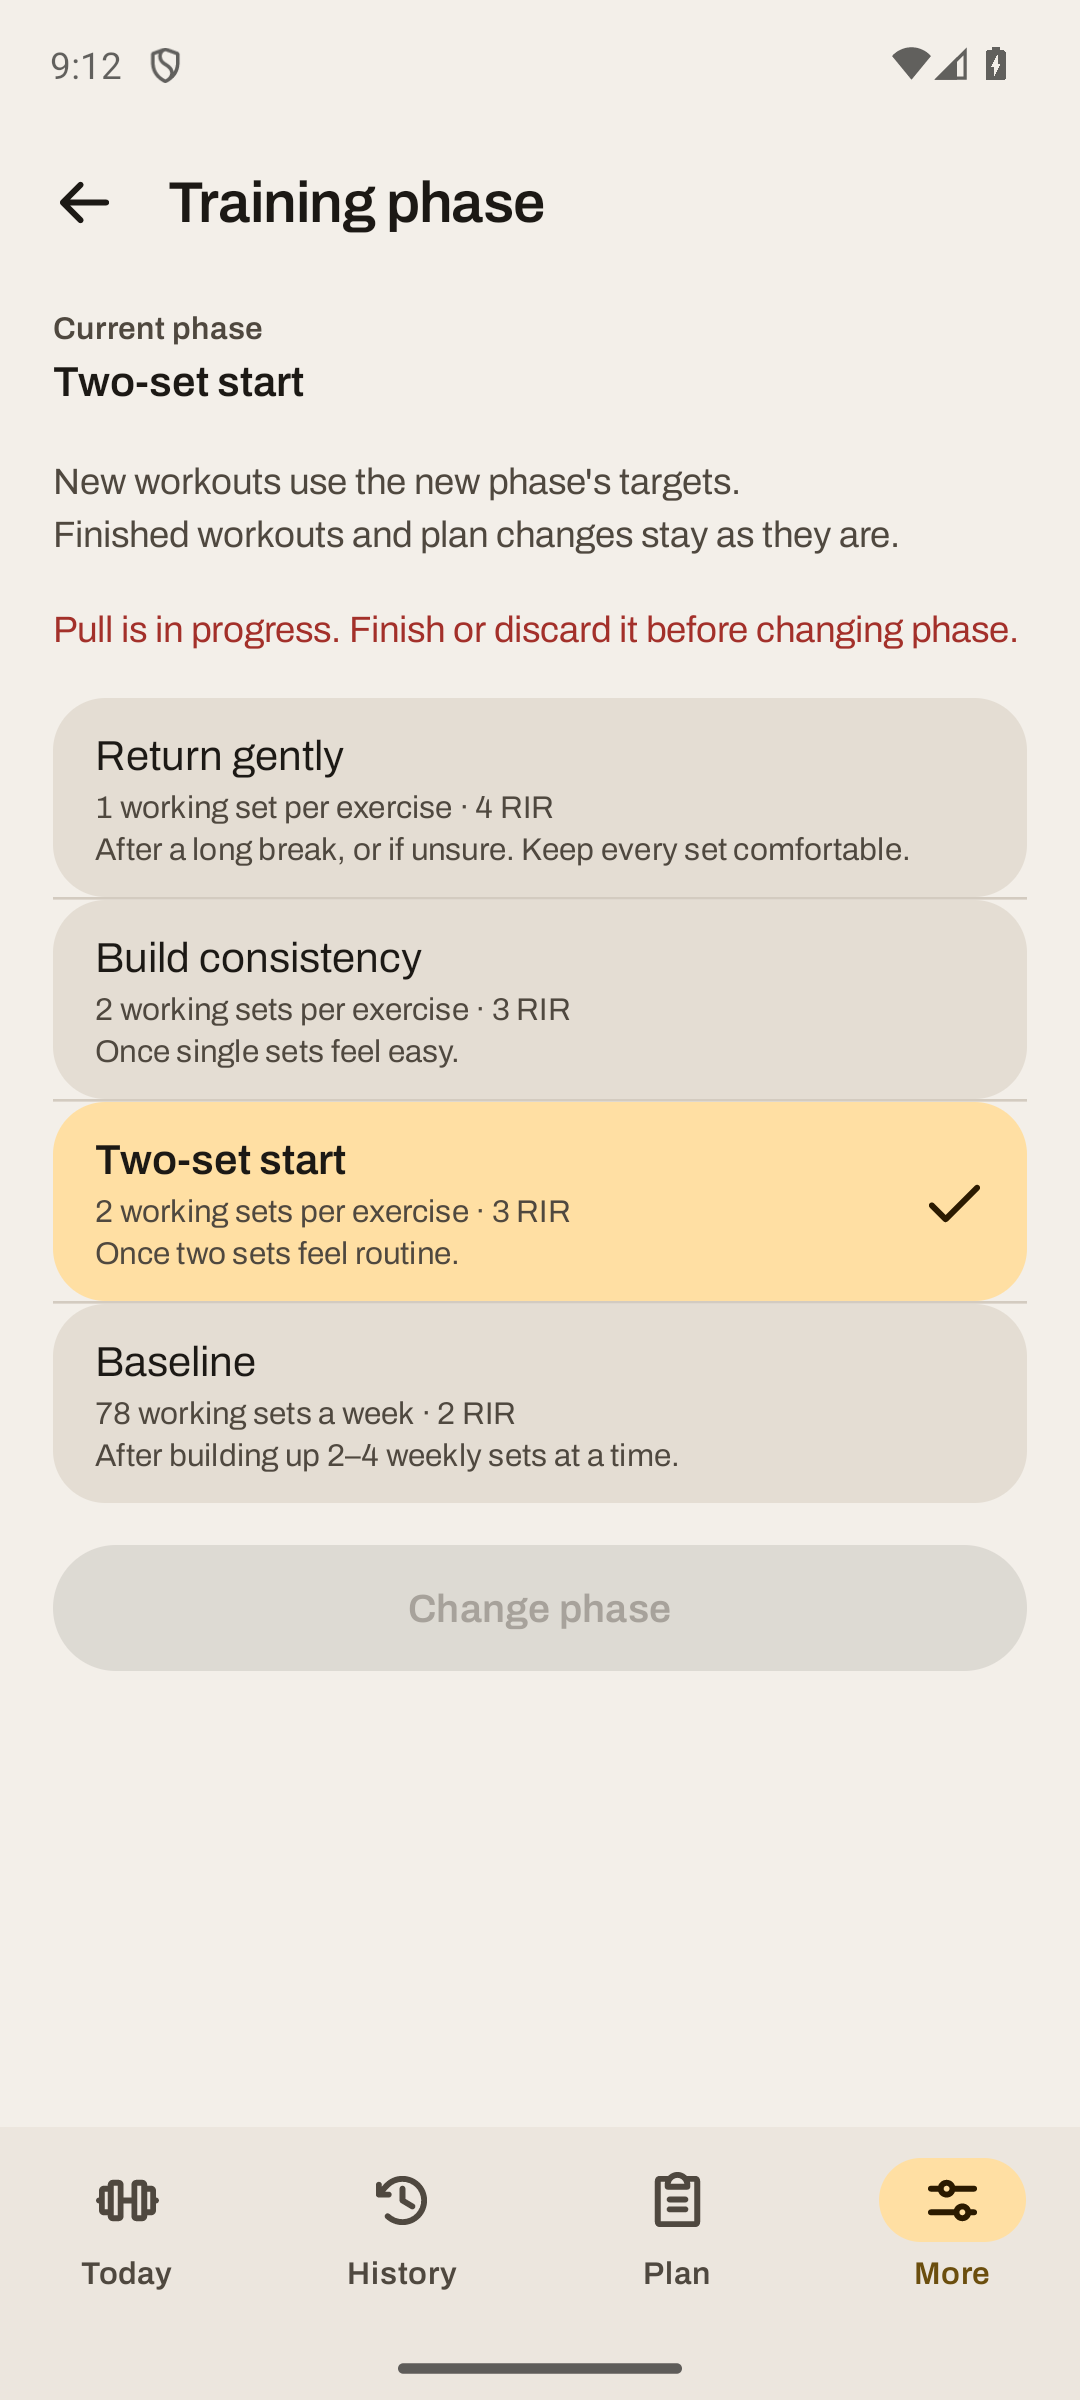 9:12
Training phase
Current phase
Two-set start
New workouts use the new phase's targets.
Finished workouts and plan changes stay as they are.
Pull is in progress. Finish or discard it before changing phase.
Return gently
1 working set per exercise · 4 RIR
After a long break, or if unsure. Keep every set comfortable.
Build consistency
2 working sets per exercise · 3 RIR
Once single sets feel easy.
Two-set start
2 working sets per exercise · 3 RIR
Once two sets feel routine.
Baseline
78 working sets a week · 2 RIR
After building up 2–4 weekly sets at a time.
Change phase
Today
History
Plan
More